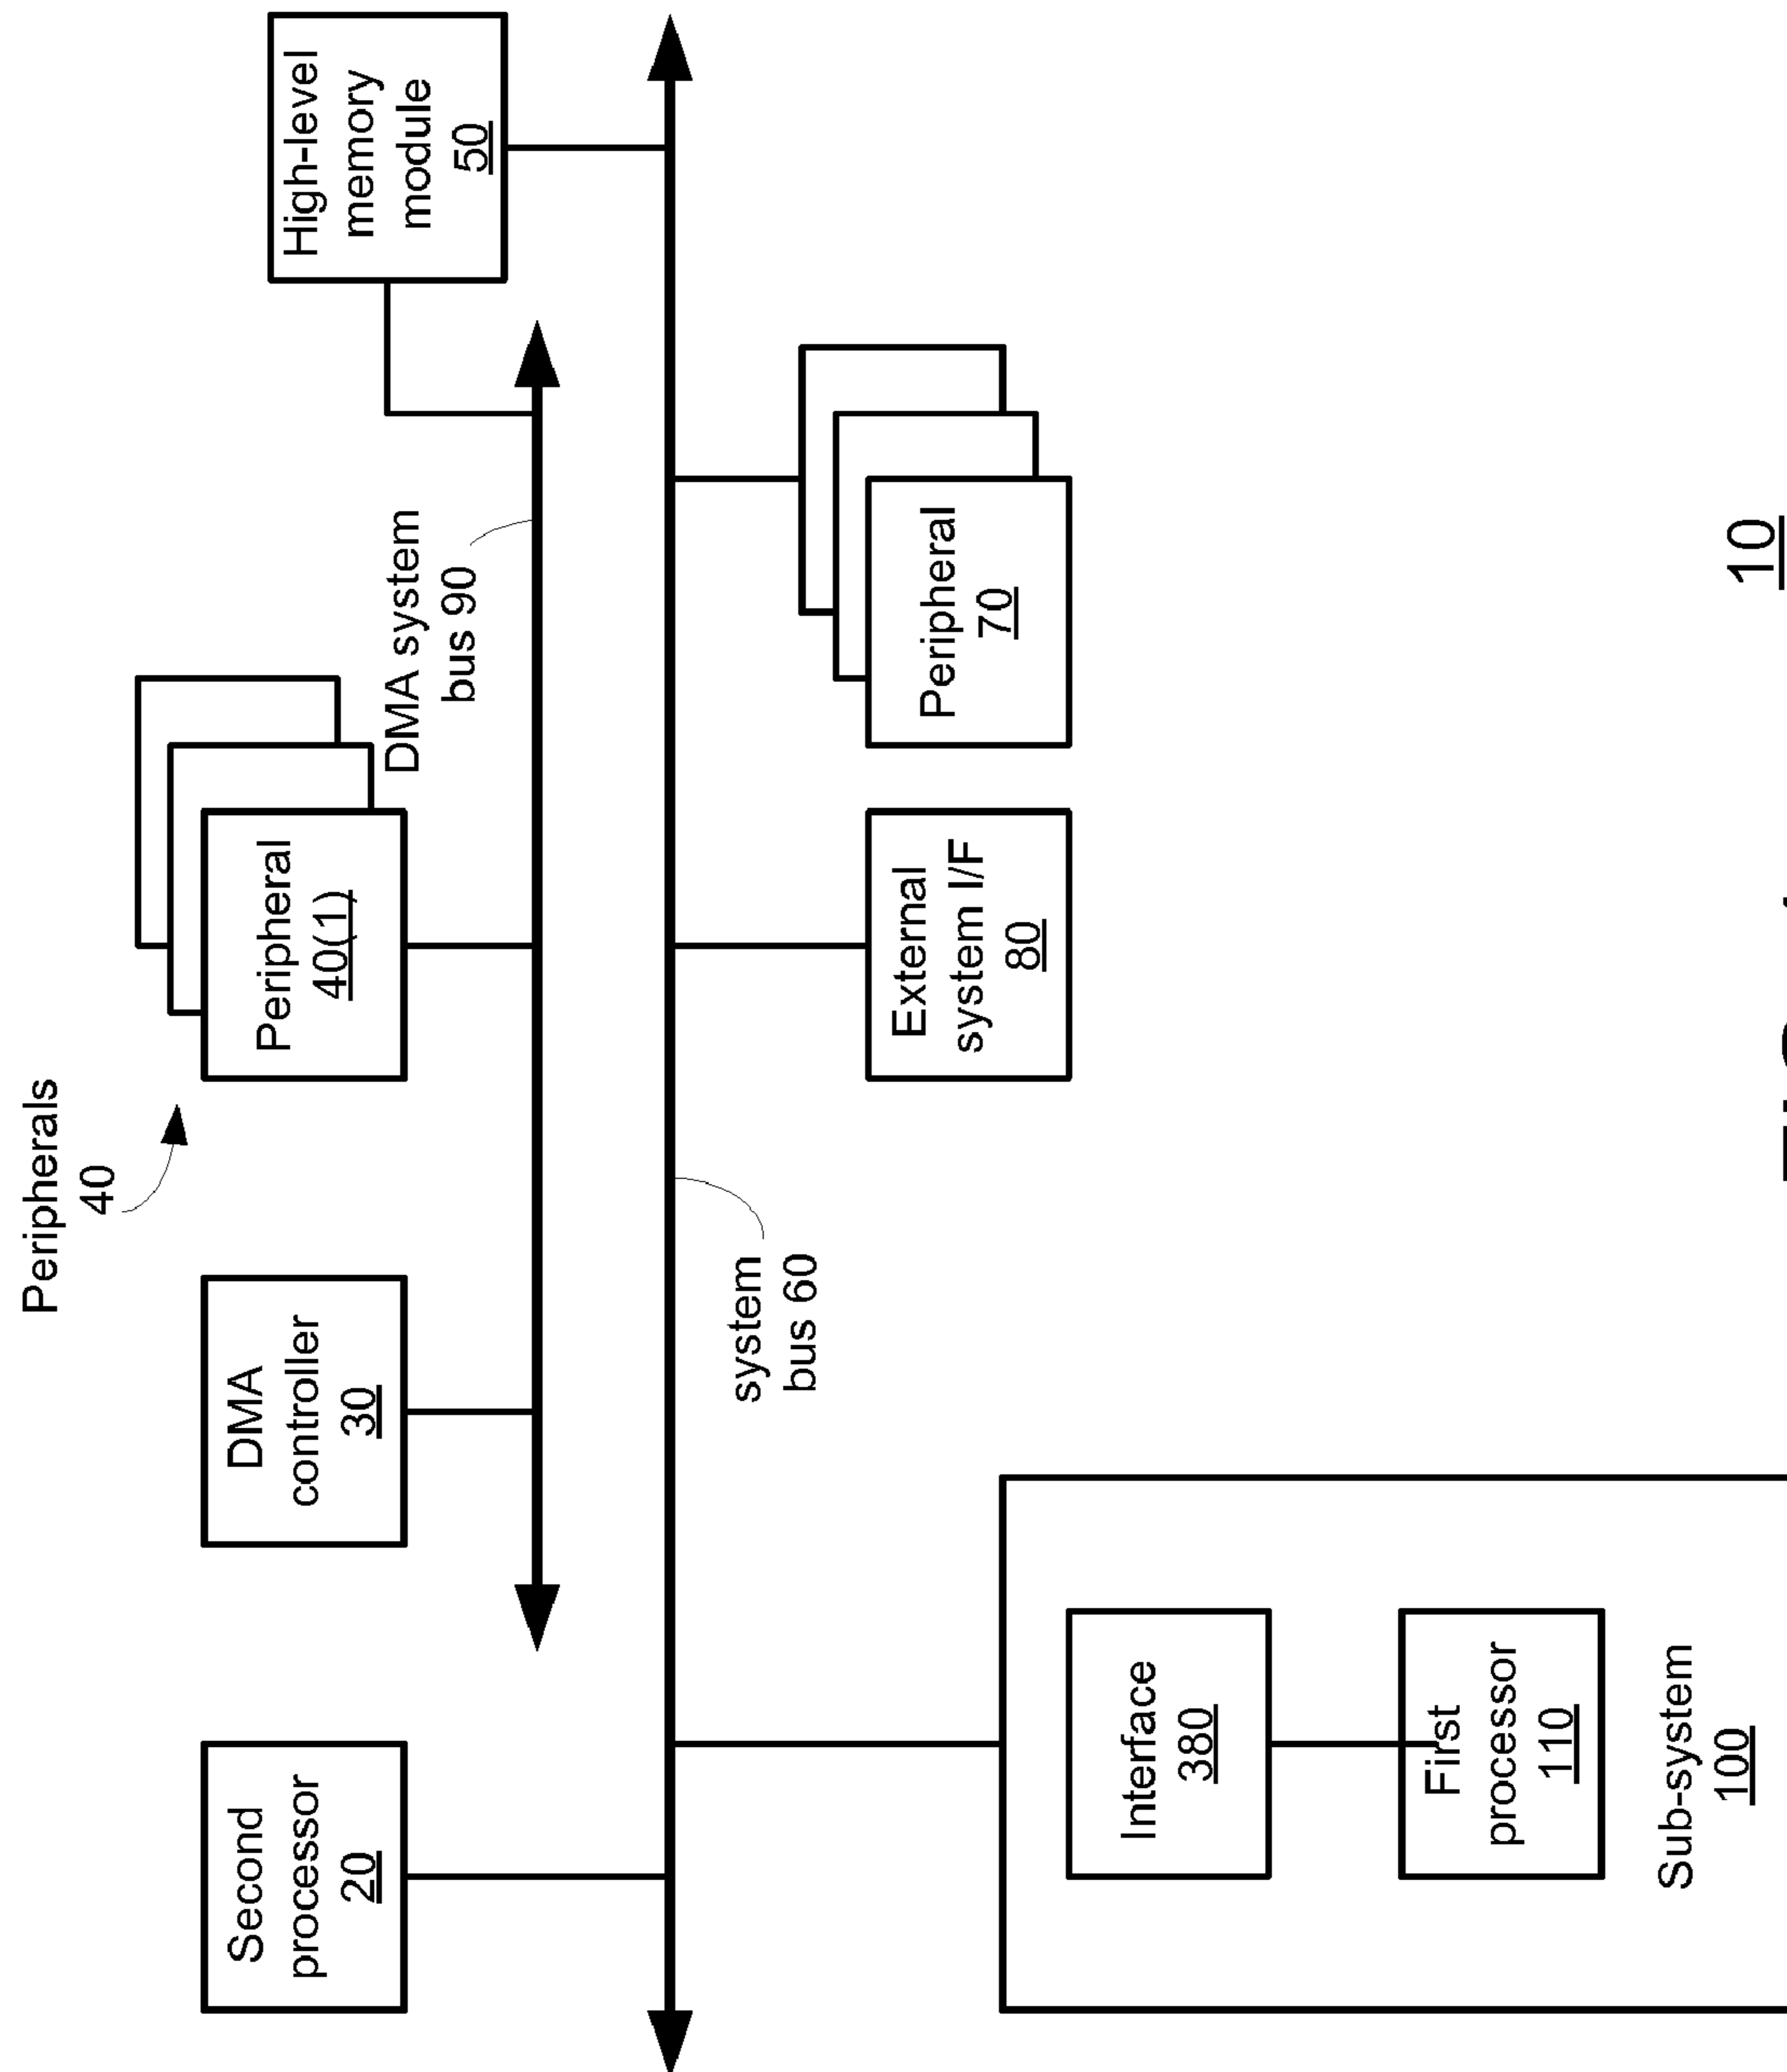 Peripherals
40
Second
processor
20
DMA
controller
30
Peripheral
40(1)
High-level
memory
module
50
DMA system
bus 90
system
bus 60
External
system I/F
80
Peripheral
70
Interface
380
First
processor
110
Sub-system
100
10